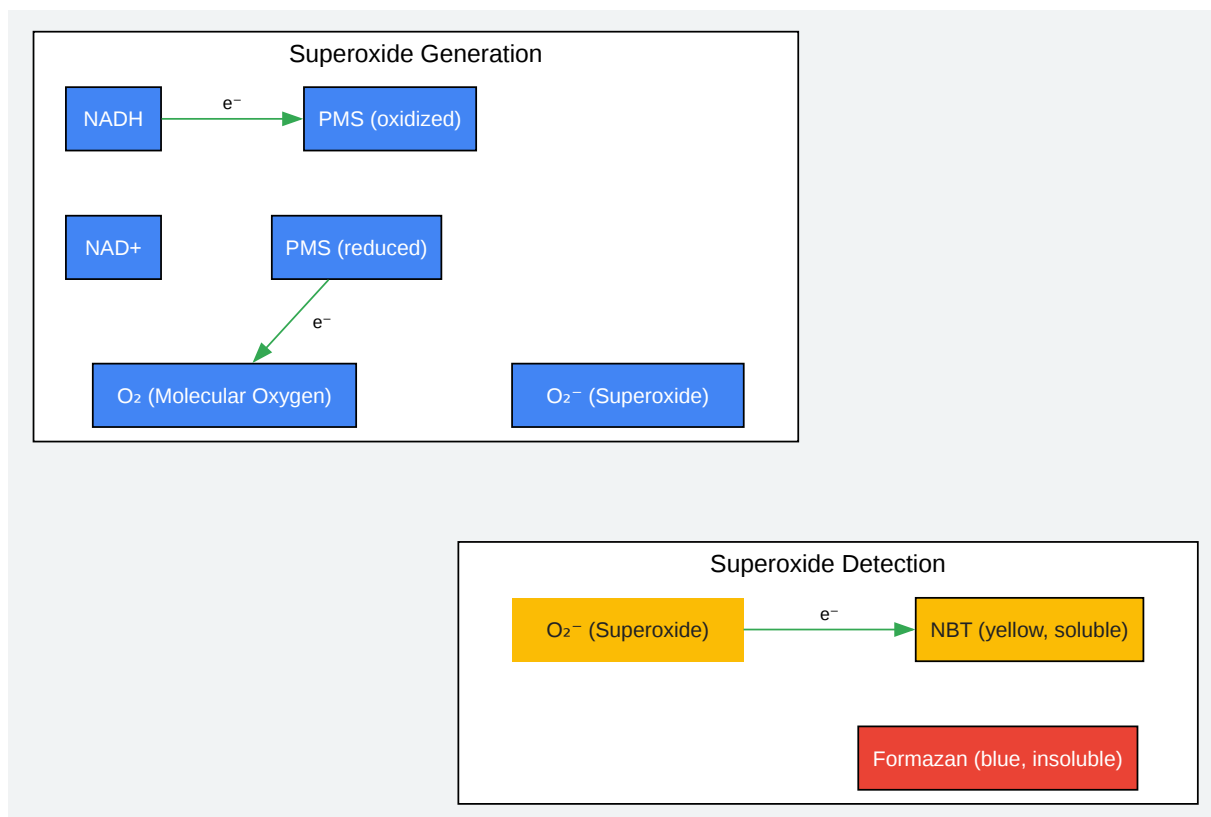 Superoxide Generation
NADH
e⁻
PMS (oxidized)
NAD+
PMS (reduced)
e⁻
O₂ (Molecular Oxygen)
O₂⁻ (Superoxide)
Superoxide Detection
O₂⁻ (Superoxide)
e⁻
NBT (yellow, soluble)
Formazan (blue, insoluble)